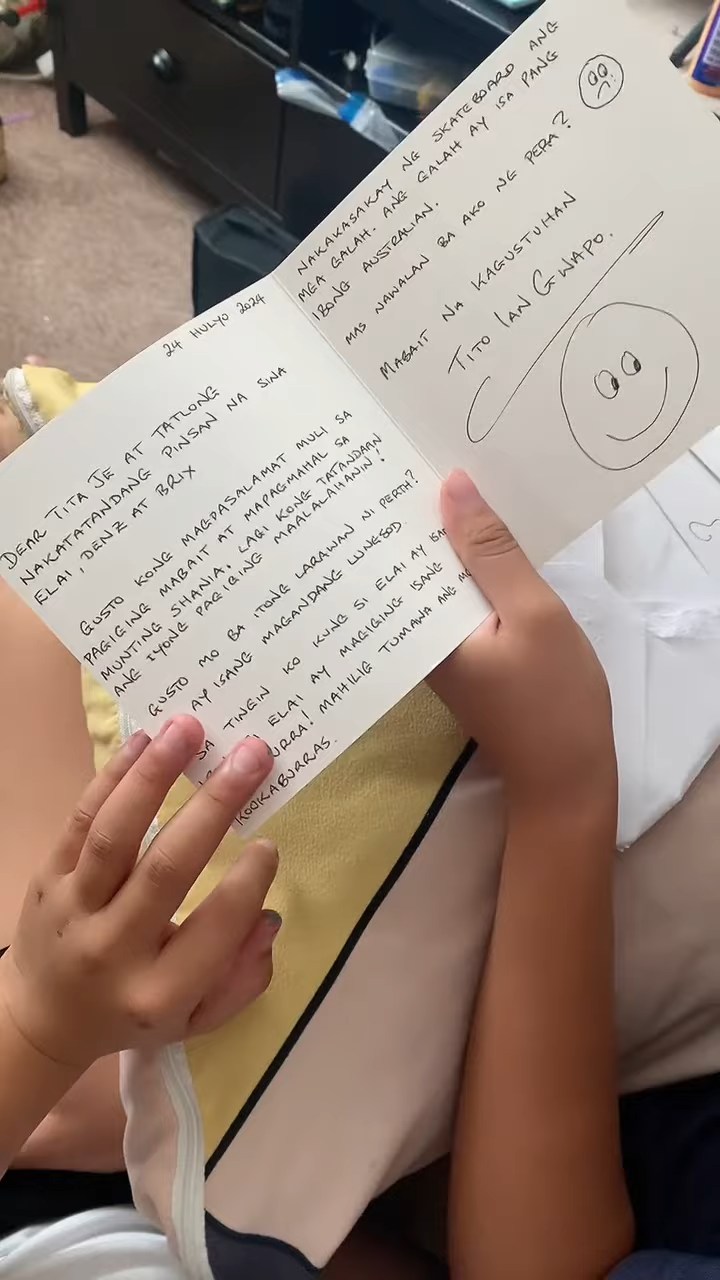 24 HULYO 2024
DEAR TITA JE AT TATLONG
NAKATATANDANG PINSAN NA SINA
ELAI, DENZ AT BRIX
GUSTO KONG MAGPASALAMAT MULI SA
PAGIGING MABAIT AT MAPAGMAHAL SA
MUNTING SHANIA. LAGI KONG TATANDAAN
ANG IYONG PAGIGING MAALALAHANIN!
GUSTO MO BA ITONG LARAWAN NI PERTH?
AY ISANG MAGANDANG LUNGSOD.
SA TINGIN KO KUNG SI ELAI AY
ELAI AY MAGIGING ISANG
MAHILIG TUMAWA ANG
KOOKABURRAS.
NAKAKASAKAY NG SKATEBOARD ANG
MGA GALAH. ANG GALAH AY ISA PANG
IBONG AUSTRALIAN.
MAS NAWALAN BA AKO NG PERA?
MABAIT NA KAGUSTUHAN
TITO IAN GWAPO.